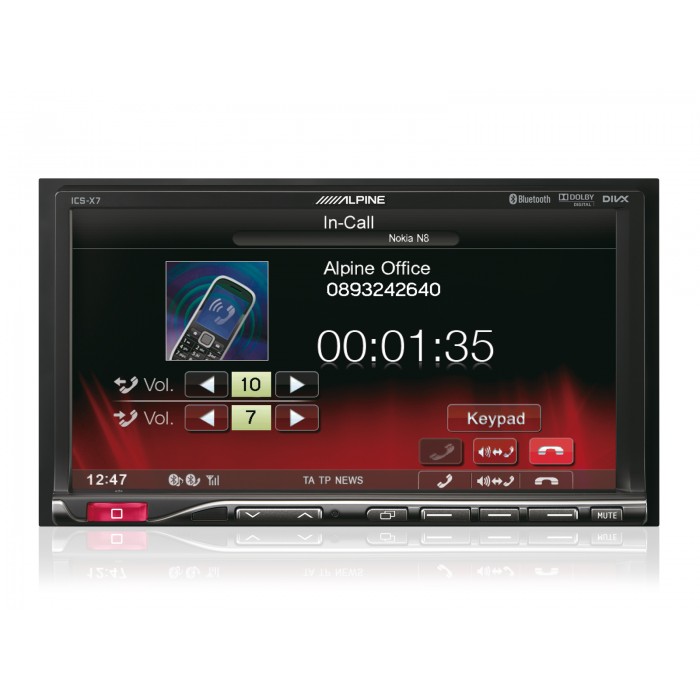 ICS-X7
ALPINE
Bluetooth
DOLBY
DIGITAL
DIVX
In-Call
Nokia N8
Alpine Office
0893242640
00:01:35
Vol. 10
Vol. 7
Keypad
12:47
TA TP NEWS
MUTE